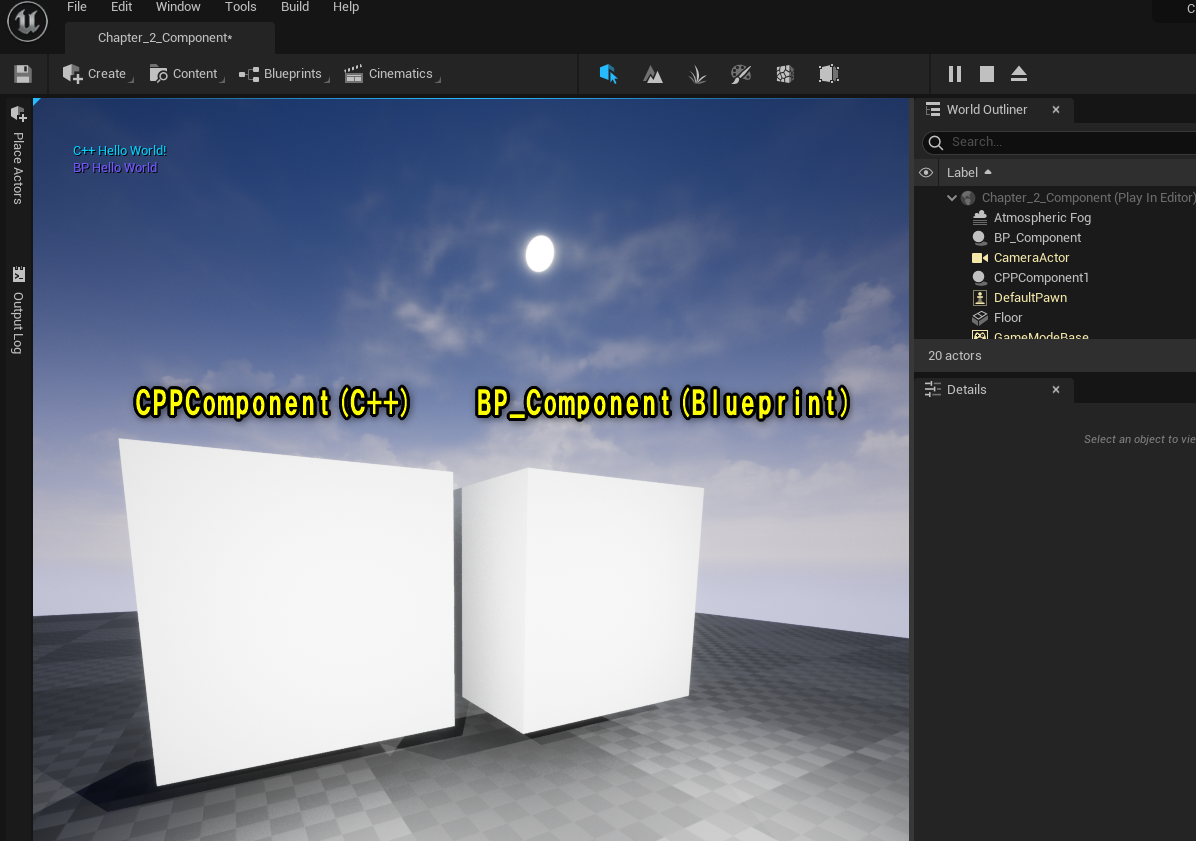 File Edit Window Tools Build Help
C
Chapter_2_Component*
Create Content Blueprints Cinematics
Place Actors
Output Log
C++ Hello World!
BP Hello World
CPPComponent(C++) BP_Component(Blueprint)
World Outliner
Search...
Label
Chapter_2_Component (Play In Editor)
Atmospheric Fog
BP_Component
CameraActor
CPPComponent1
DefaultPawn
Floor
GameModeBase
20 actors
Details
Select an object to vie